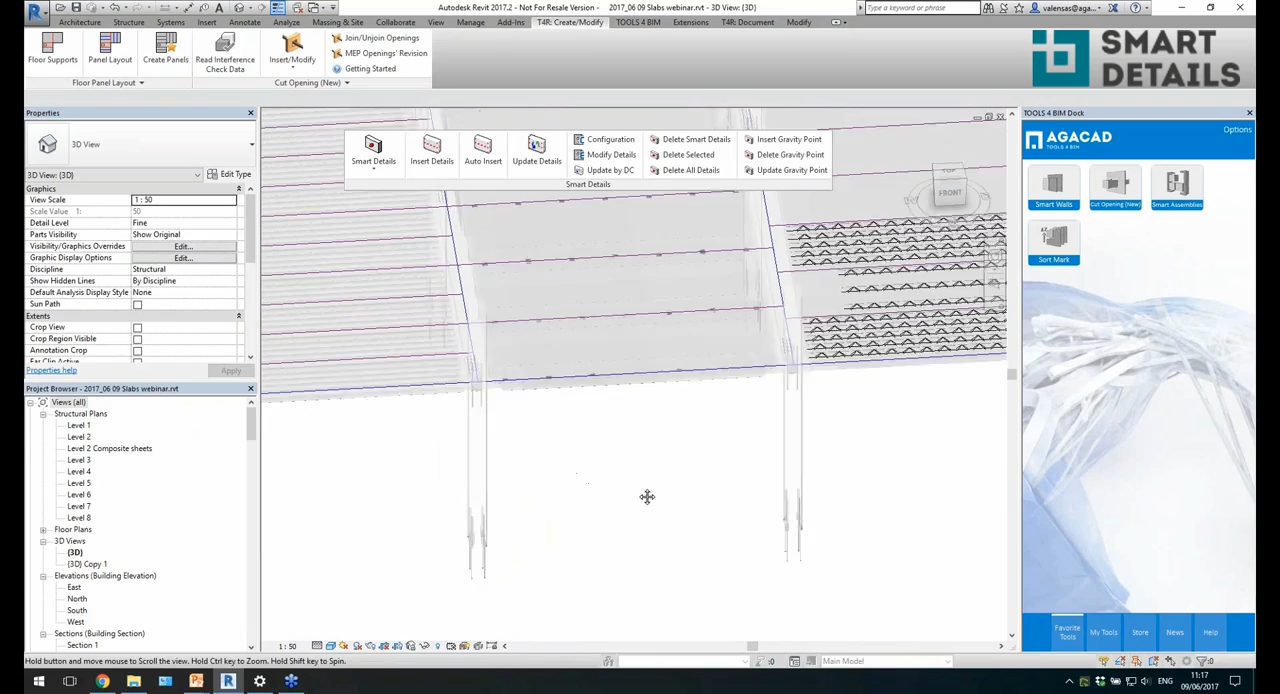 Autodesk Revit 2017.2 - Not For Resale Version - 2017_06 09 Slabs webinar.rvt - 3D View: {3D}
Type a keyword or phrase
valensas@aga...
Architecture Structure Systems Insert Annotate Analyze Massing & Site Collaborate View Manage Add-Ins T4R: Create/Modify TOOLS 4 BIM Extensions T4R: Document Modify
Floor Supports
Panel Layout
Create Panels
Read Interference
Check Data
Insert/Modify
Join/Unjoin Openings
MEP Openings' Revision
Getting Started
Floor Panel Layout
Cut Opening (New)
SMART
DETAILS
Properties
3D View
3D View: {3D}
Edit Type
Graphics
View Scale 1 : 50
Scale Value 1: 50
Detail Level Fine
Parts Visibility Show Original
Visibility/Graphics Overrides Edit...
Graphic Display Options Edit...
Discipline Structural
Show Hidden Lines By Discipline
Default Analysis Display Style None
Sun Path
Extents
Crop View
Crop Region Visible
Annotation Crop
Far Clip Active
Properties help
Apply
Project Browser - 2017_06 09 Slabs webinar.rvt
Views (all)
Structural Plans
Level 1
Level 2
Level 2 Composite sheets
Level 3
Level 4
Level 5
Level 6
Level 7
Level 8
Floor Plans
3D Views
{3D}
{3D} Copy 1
Elevations (Building Elevation)
East
North
South
West
Sections (Building Section)
Section 1
Smart Details
Insert Details
Auto Insert
Update Details
Configuration
Modify Details
Update by DC
Delete Smart Details
Delete Selected
Delete All Details
Insert Gravity Point
Delete Gravity Point
Update Gravity Point
Smart Details
TOP
FRONT
1 : 50
TOOLS 4 BIM Dock
Options
AGACAD
TOOLS 4 BIM
Smart Walls
Cut Opening (New)
Smart Assemblies
Sort Mark
Favorite
Tools
My Tools
Store
News
Help
Hold button and move mouse to Scroll the view. Hold Ctrl key to Zoom. Hold Shift key to Spin.
:0
Main Model
:0
ENG
11:17
09/06/2017